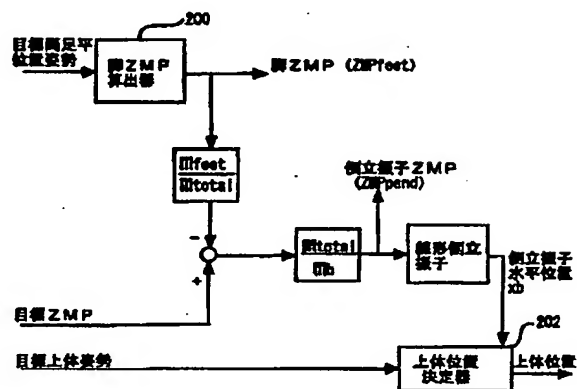 200
目標両足平
位置姿勢
脚ZMP
算出器
脚ZMP (ZMPfeet)
mfeet
mtotal
倒立振子ZMP
(ZMPpend)
−
+
mtotal
mb
線形倒立
振子
倒立振子
水平位置
xb
目標ZMP
202
目標上体姿勢
上体位置
決定器
上体位置